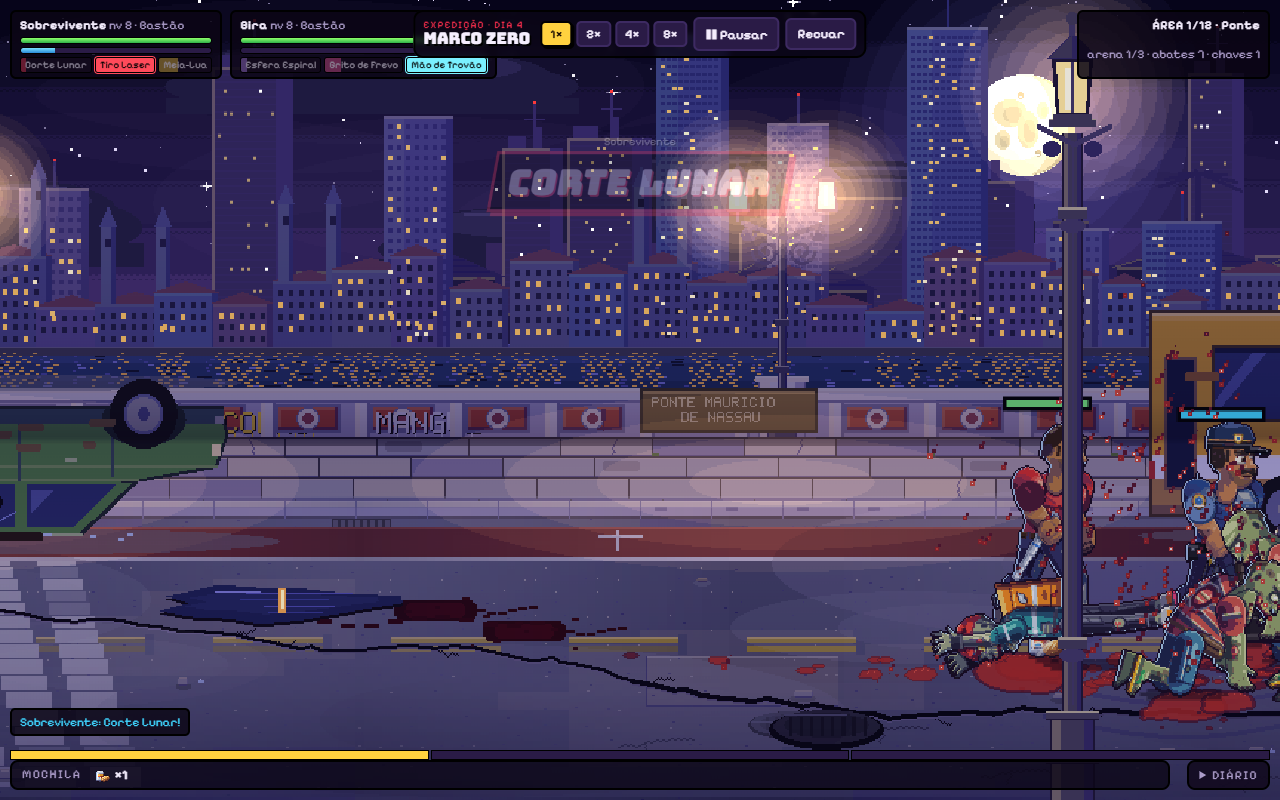 Sobrevivente nv 8 · Bastão
Corte Lunar
Tiro Laser
Meia-Lua
Gira nv 8 · Bastão
Esfera Espiral
Grito de Frevo
Mão de Trovão
EXPEDIÇÃO · DIA 4
MARCO ZERO
1×
2×
4×
8×
Pausar
Recuar
ÁREA 1/12 · Ponte
arena 1/3 · abates 7 · chaves 1
Sobrevivente
CORTE LUNAR
COL
MANG
PONTE MAURICIO
DE NASSAU
Sobrevivente: Corte Lunar!
MOCHILA
×1
DIÁRIO